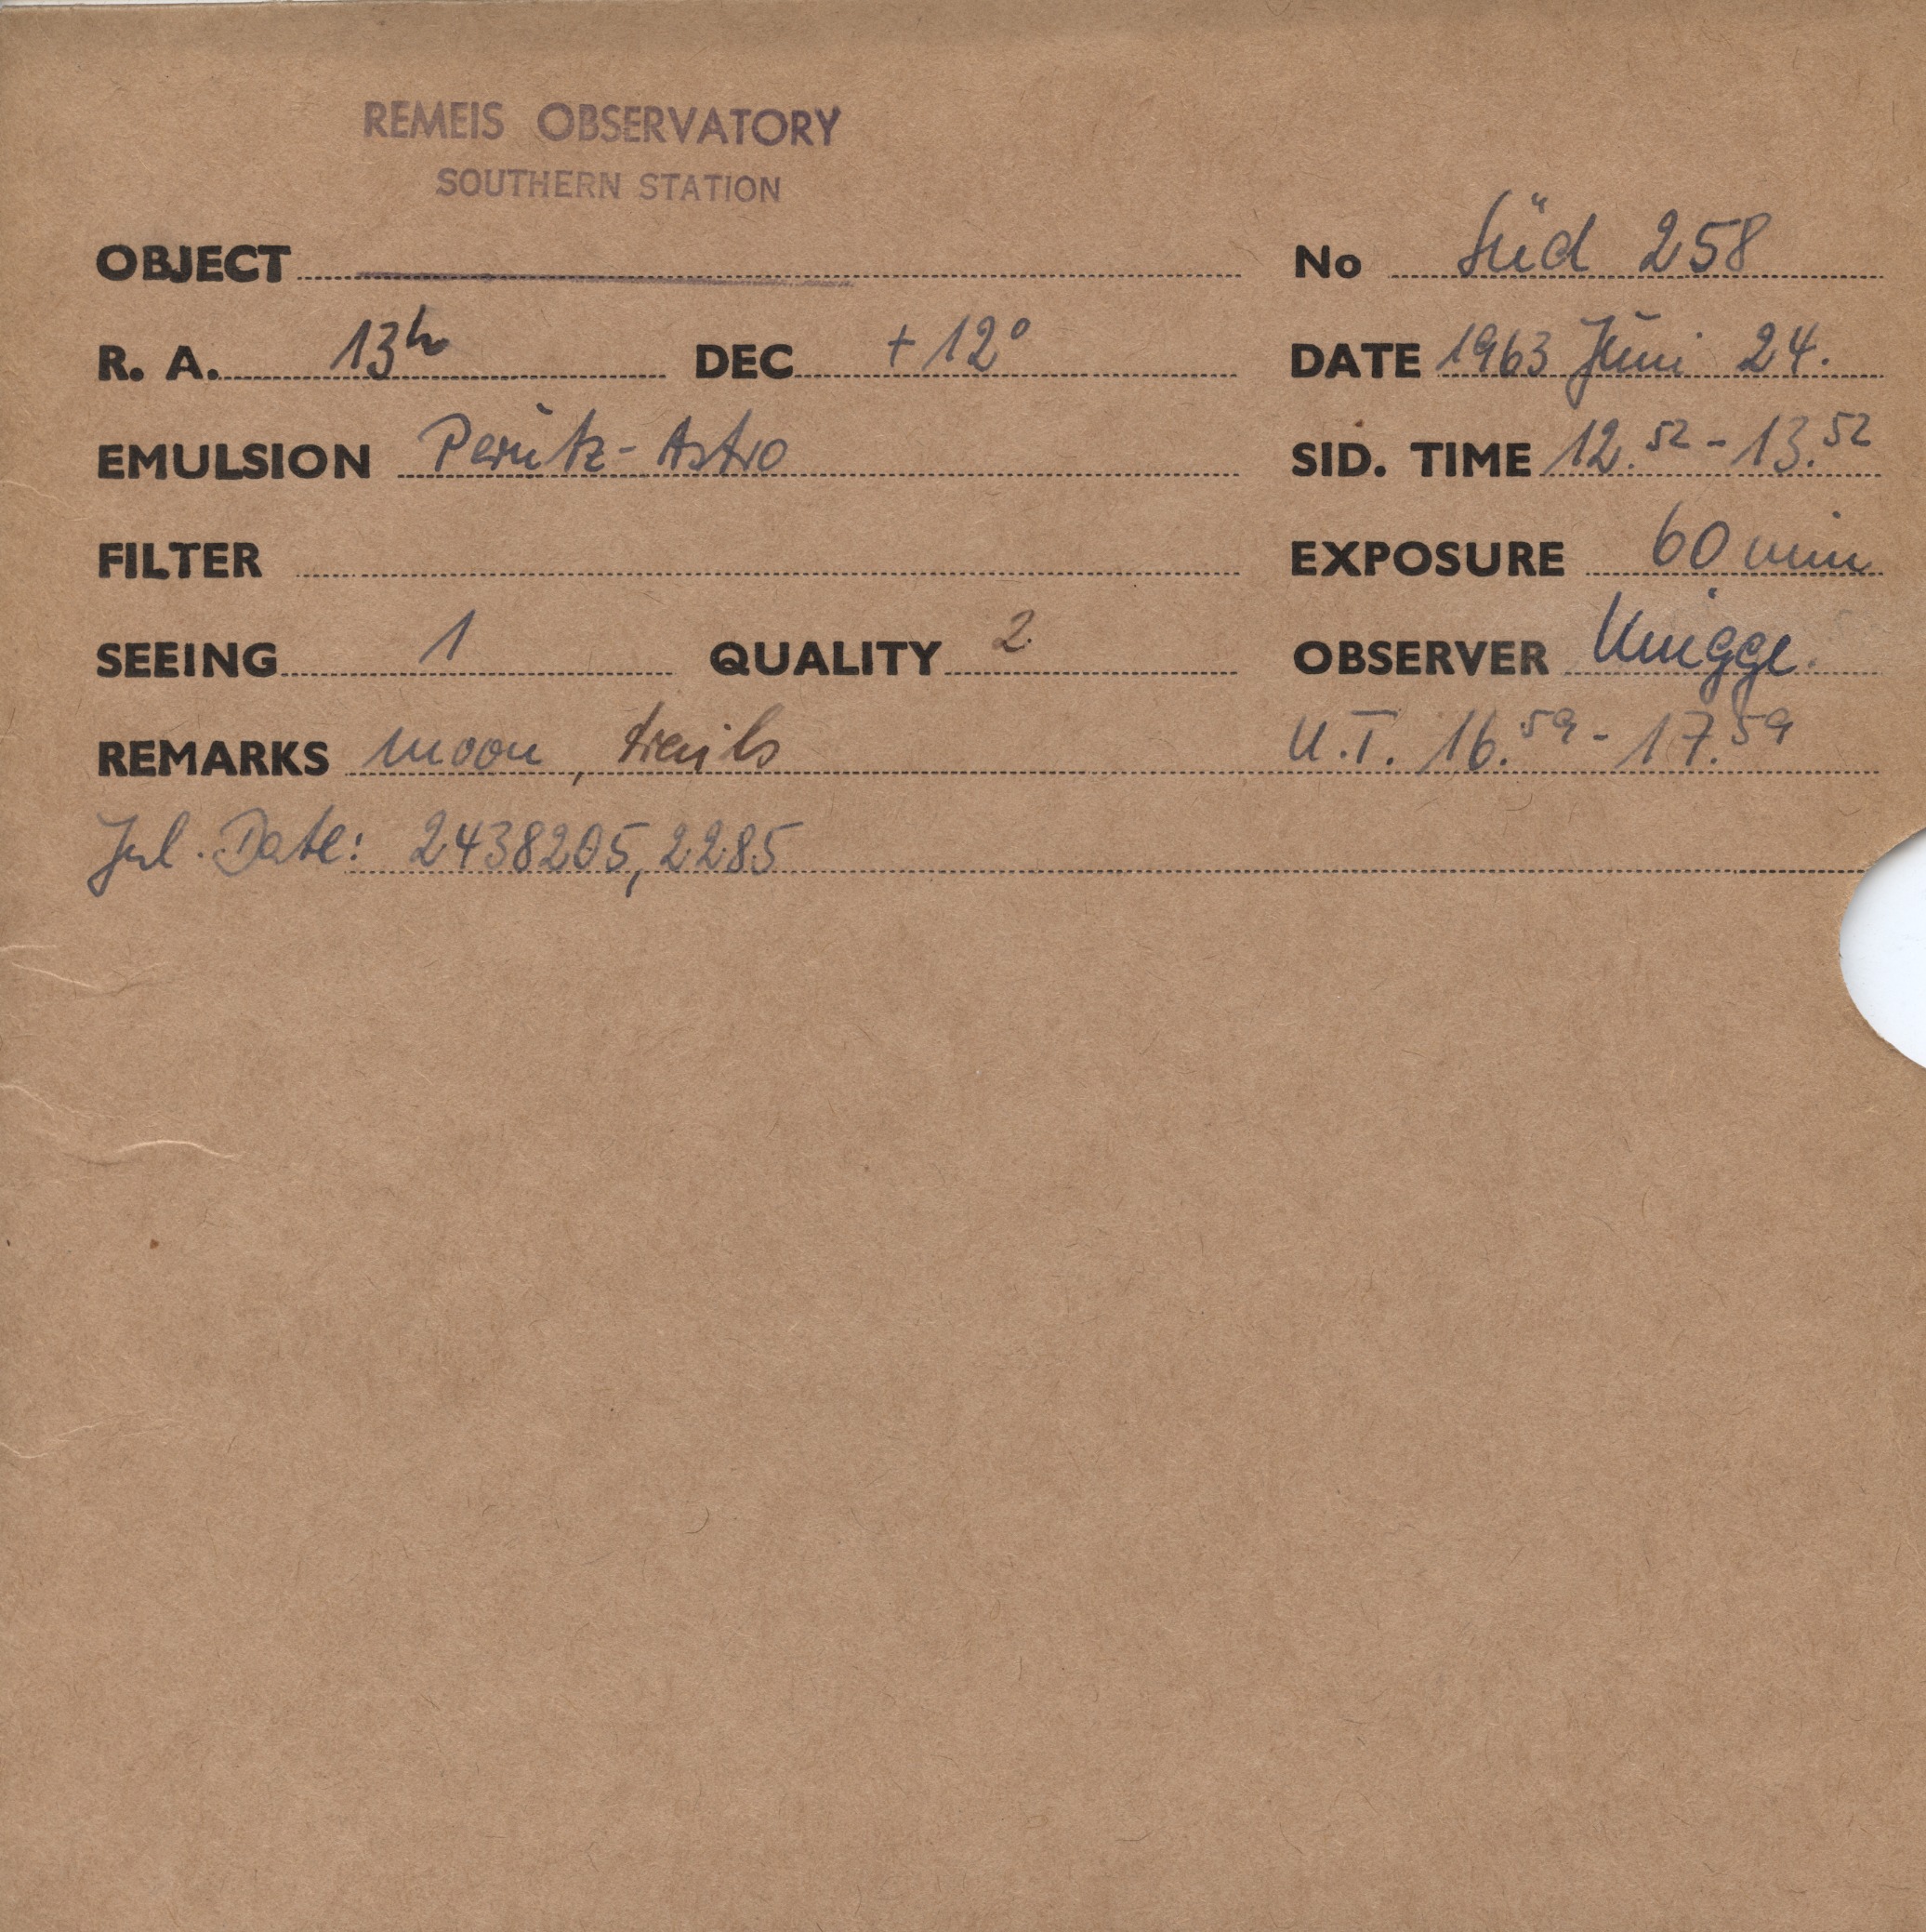 REMEIS OBSERVATORY
SOUTHERN STATION
OBJECT No Süd 258
R. A. 13h DEC +12° DATE 1963 Juni 24.
EMULSION Perutz-Astro SID. TIME 12.52 - 13.52
FILTER EXPOSURE 60 min
SEEING 1 QUALITY 2 OBSERVER Knigge.
REMARKS moon, trails U.T. 16.59 - 17.59
Jul. Date: 2438205,2285